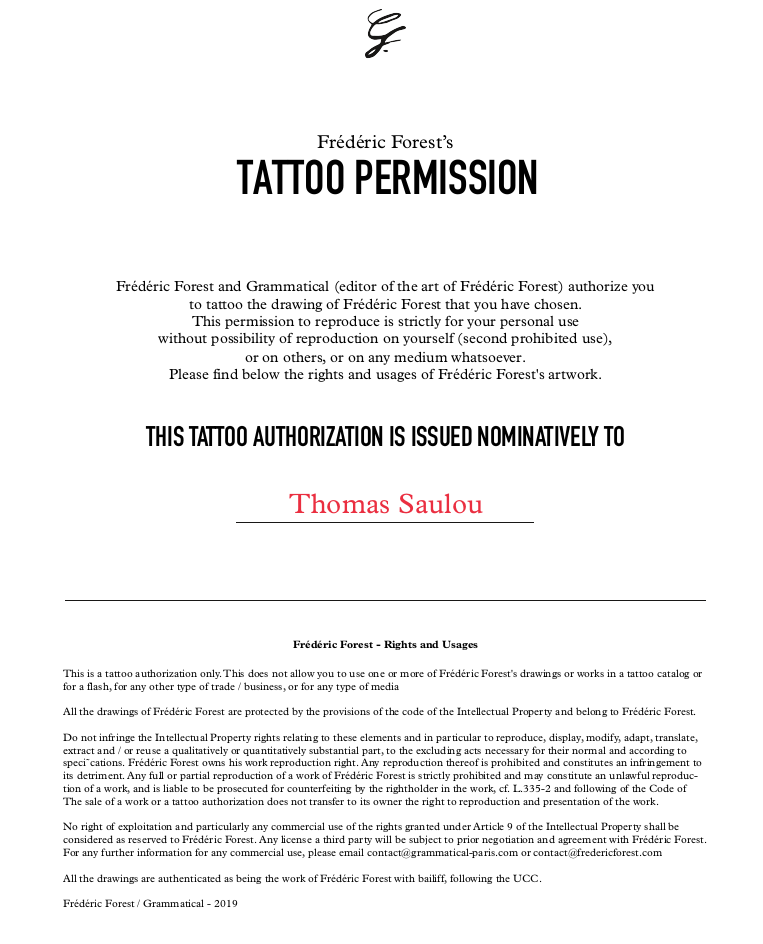 G.
Frédéric Forest's
TATTOO PERMISSION
Frédéric Forest and Grammatical (editor of the art of Frédéric Forest) authorize you
to tattoo the drawing of Frédéric Forest that you have chosen.
This permission to reproduce is strictly for your personal use
without possibility of reproduction on yourself (second prohibited use),
or on others, or on any medium whatsoever.
Please find below the rights and usages of Frédéric Forest's artwork.
THIS TATTOO AUTHORIZATION IS ISSUED NOMINATIVELY TO
Thomas Saulou
Frédéric Forest - Rights and Usages
This is a tattoo authorization only. This does not allow you to use one or more of Frédéric Forest's drawings or works in a tattoo catalog or
for a flash, for any other type of trade / business, or for any type of media
All the drawings of Frédéric Forest are protected by the provisions of the code of the Intellectual Property and belong to Frédéric Forest.
Do not infringe the Intellectual Property rights relating to these elements and in particular to reproduce, display, modify, adapt, translate,
extract and / or reuse a qualitatively or quantitatively substantial part, to the excluding acts necessary for their normal and according to
speci˜cations. Frédéric Forest owns his work reproduction right. Any reproduction thereof is prohibited and constitutes an infringement to
its detriment. Any full or partial reproduction of a work of Frédéric Forest is strictly prohibited and may constitute an unlawful reproduc-
tion of a work, and is liable to be prosecuted for counterfeiting by the rightholder in the work, cf. L.335-2 and following of the Code of
The sale of a work or a tattoo authorization does not transfer to its owner the right to reproduction and presentation of the work.
No right of exploitation and particularly any commercial use of the rights granted under Article 9 of the Intellectual Property shall be
considered as reserved to Frédéric Forest. Any license a third party will be subject to prior negotiation and agreement with Frédéric Forest.
For any further information for any commercial use, please email contact@grammatical-paris.com or contact@fredericforest.com
All the drawings are authenticated as being the work of Frédéric Forest with bailiff, following the UCC.
Frédéric Forest / Grammatical - 2019